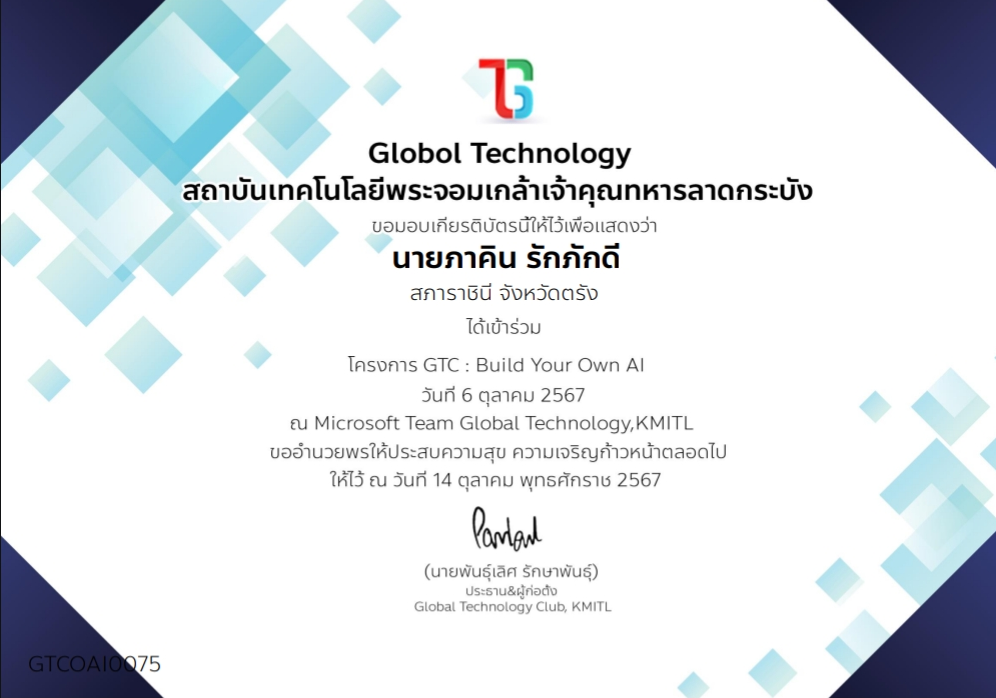 TG
Globol Technology
สถาบันเทคโนโลยีพระจอมเกล้าเจ้าคุณทหารลาดกระบัง
ขอมอบเกียรติบัตรนี้ให้ไว้เพื่อแสดงว่า
นายภาคิน รักภักดี
สภาราชินี จังหวัดตรัง
ได้เข้าร่วม
โครงการ GTC : Build Your Own AI
วันที่ 6 ตุลาคม 2567
ณ Microsoft Team Global Technology,KMITL
ขออำนวยพรให้ประสบความสุข ความเจริญก้าวหน้าตลอดไป
ให้ไว้ ณ วันที่ 14 ตุลาคม พุทธศักราช 2567
(นายพันธุ์เลิศ รักษาพันธุ์)
ประธาน&ผู้ก่อตั้ง
Global Technology Club, KMITL
GTCOAI0075